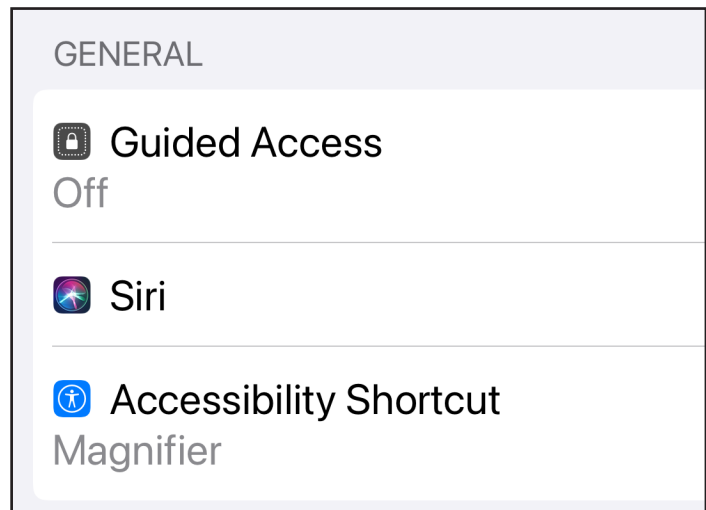 GENERAL
Guided Access
Off
Siri
Accessibility Shortcut
Magnifier